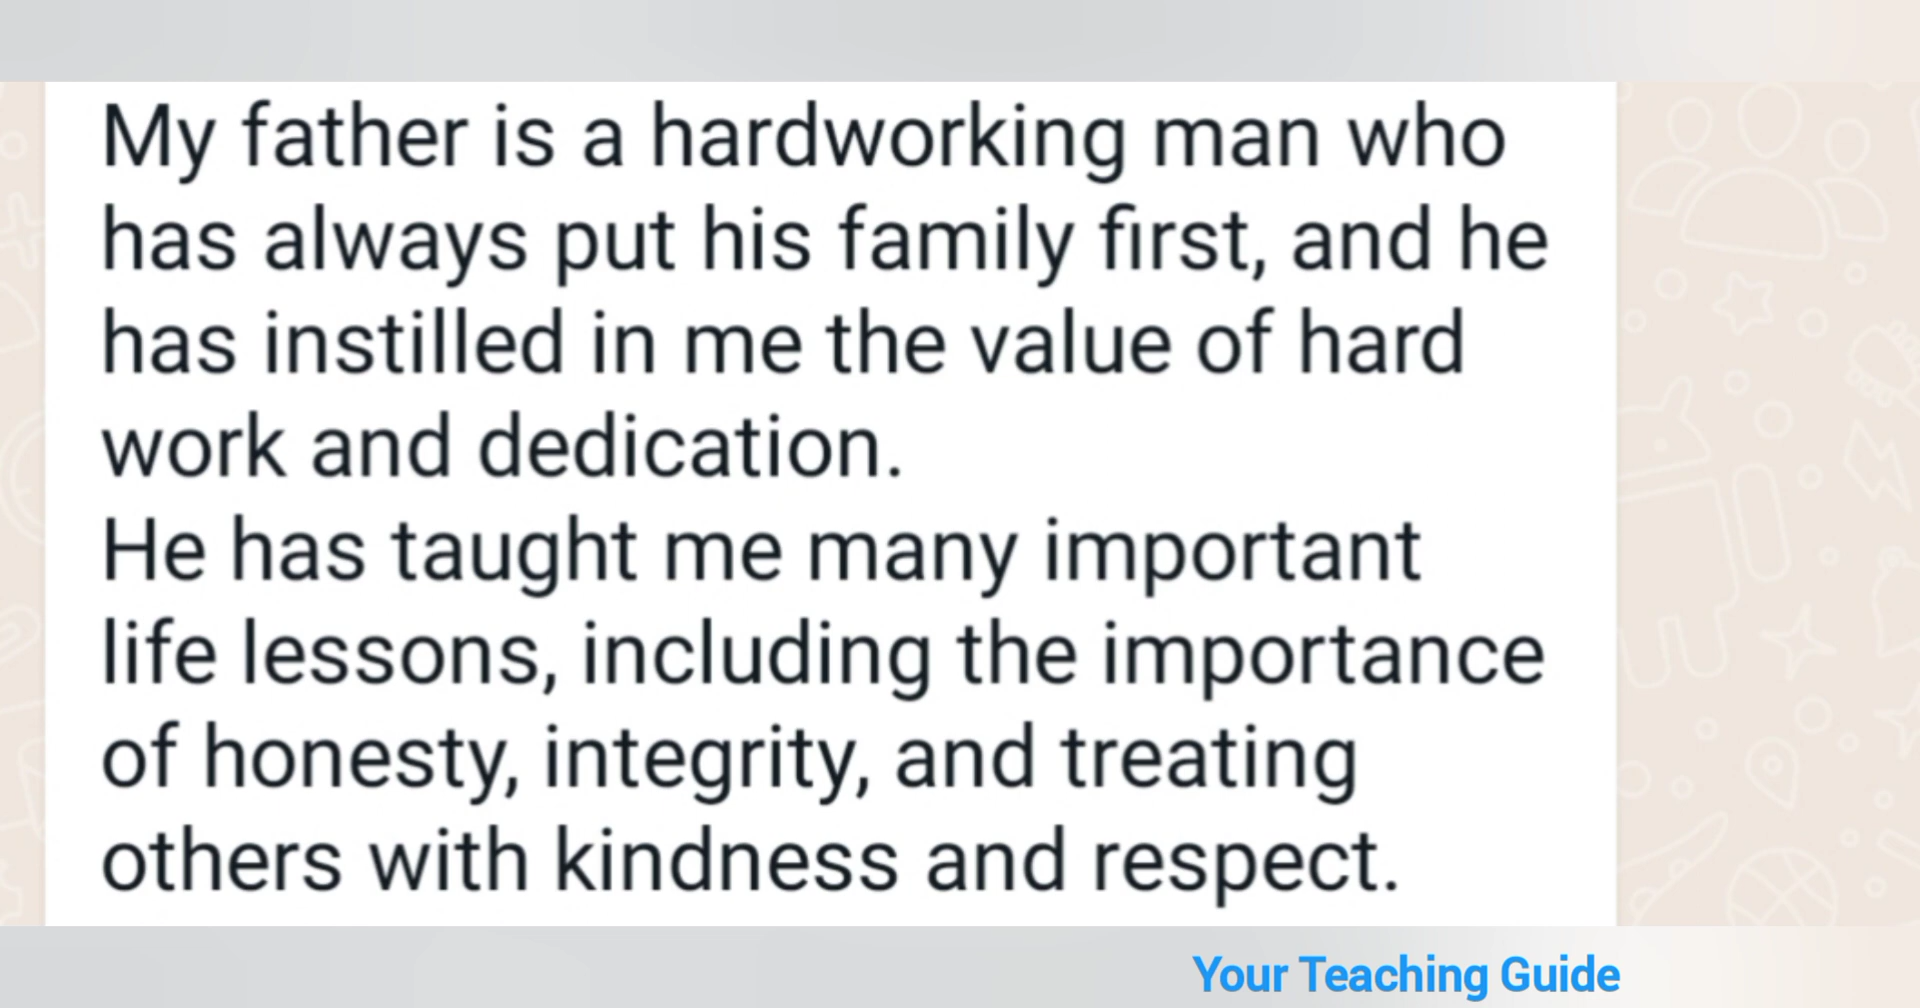 My father is a hardworking man who
has always put his family first, and he
has instilled in me the value of hard
work and dedication.
He has taught me many important
life lessons, including the importance
of honesty, integrity, and treating
others with kindness and respect.
Your Teaching Guide